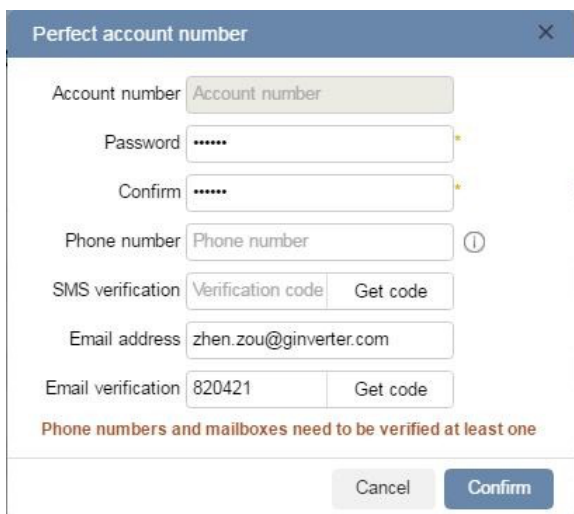 Perfect account number
Account number Account number
Password •••••• *
Confirm •••••• *
Phone number Phone number
SMS verification Verification code Get code
Email address zhen.zou@ginverter.com
Email verification 820421 Get code
Phone numbers and mailboxes need to be verified at least one
Cancel Confirm